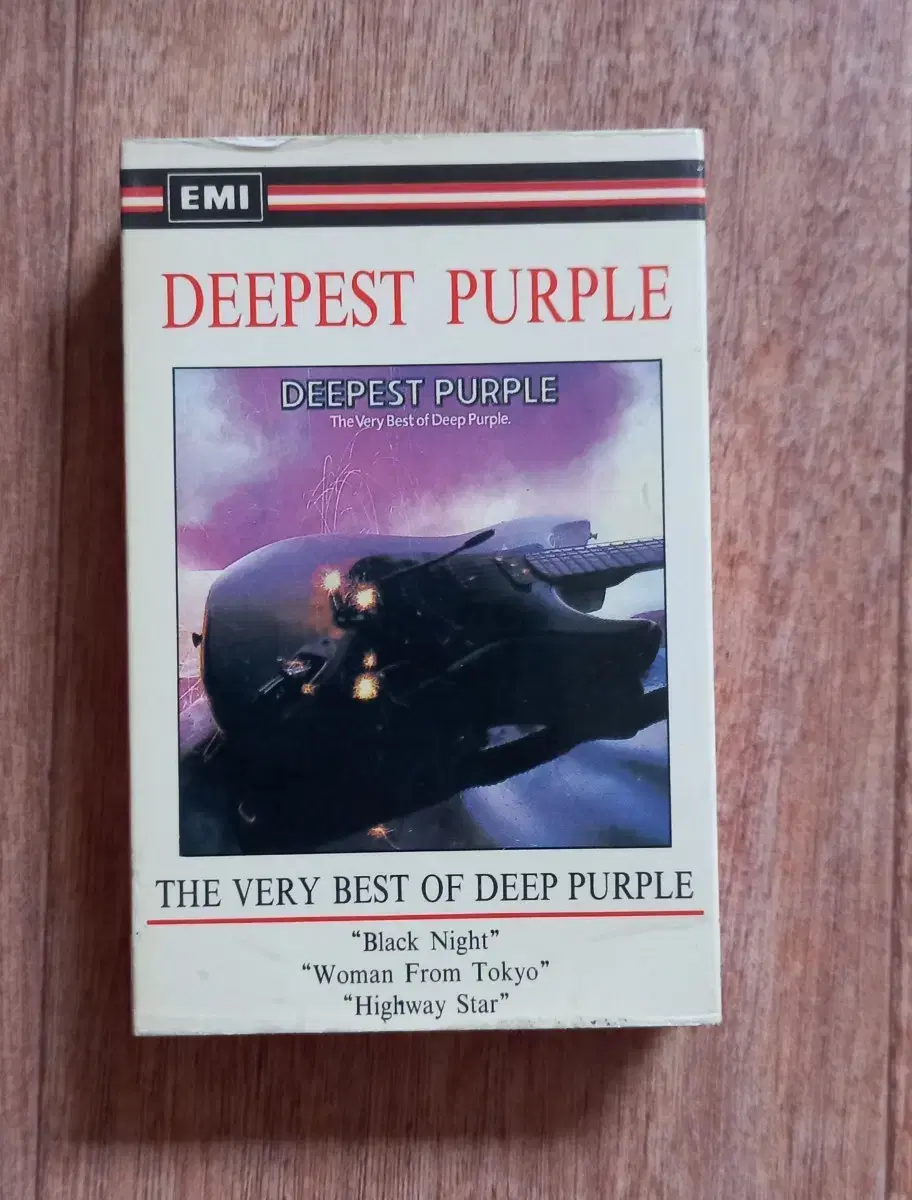 EMI
DEEPEST PURPLE
DEEPEST PURPLE
The Very Best of Deep Purple.
THE VERY BEST OF DEEP PURPLE
“Black Night”
“Woman From Tokyo”
“Highway Star”